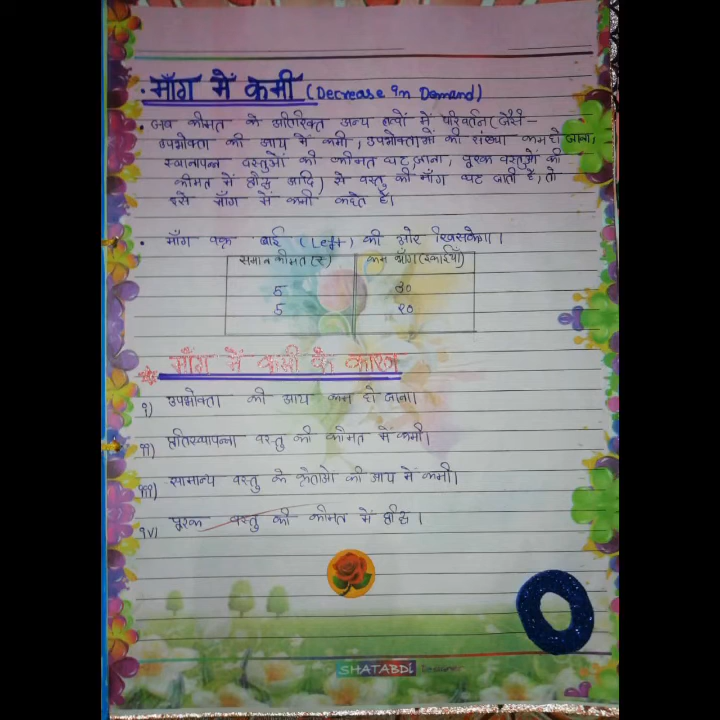 • माँग में कमी (Decrease In Demand)
• जब कीमत के अतिरिक्त अन्य तत्वों में परिवर्तन (जैसे-
उपभोक्ता की आय में कमी, उपभोक्ताओं की संख्या कम हो जाना,
स्थानापन्न वस्तुओं की कीमत घट जाना, पूरक वस्तुओं की
कीमत में वृद्धि आदि) से वस्तु की माँग घट जाती है, तो
इसे माँग में कमी कहते हैं।
• माँग वक्र बाईं (Left) की ओर खिसकेगा।
समान कीमत (₹) कम माँग (इकाईयाँ)
5 30
5 20
माँग में कमी के कारण
i) उपभोक्ता की आय कम हो जाना।
ii) प्रतिस्थापन्ना वस्तु की कीमत में कमी।
iii) सामान्य वस्तु के क्रेताओं की आय में कमी।
iv) पूरक वस्तु की कीमत में वृद्धि।
SHATABDI